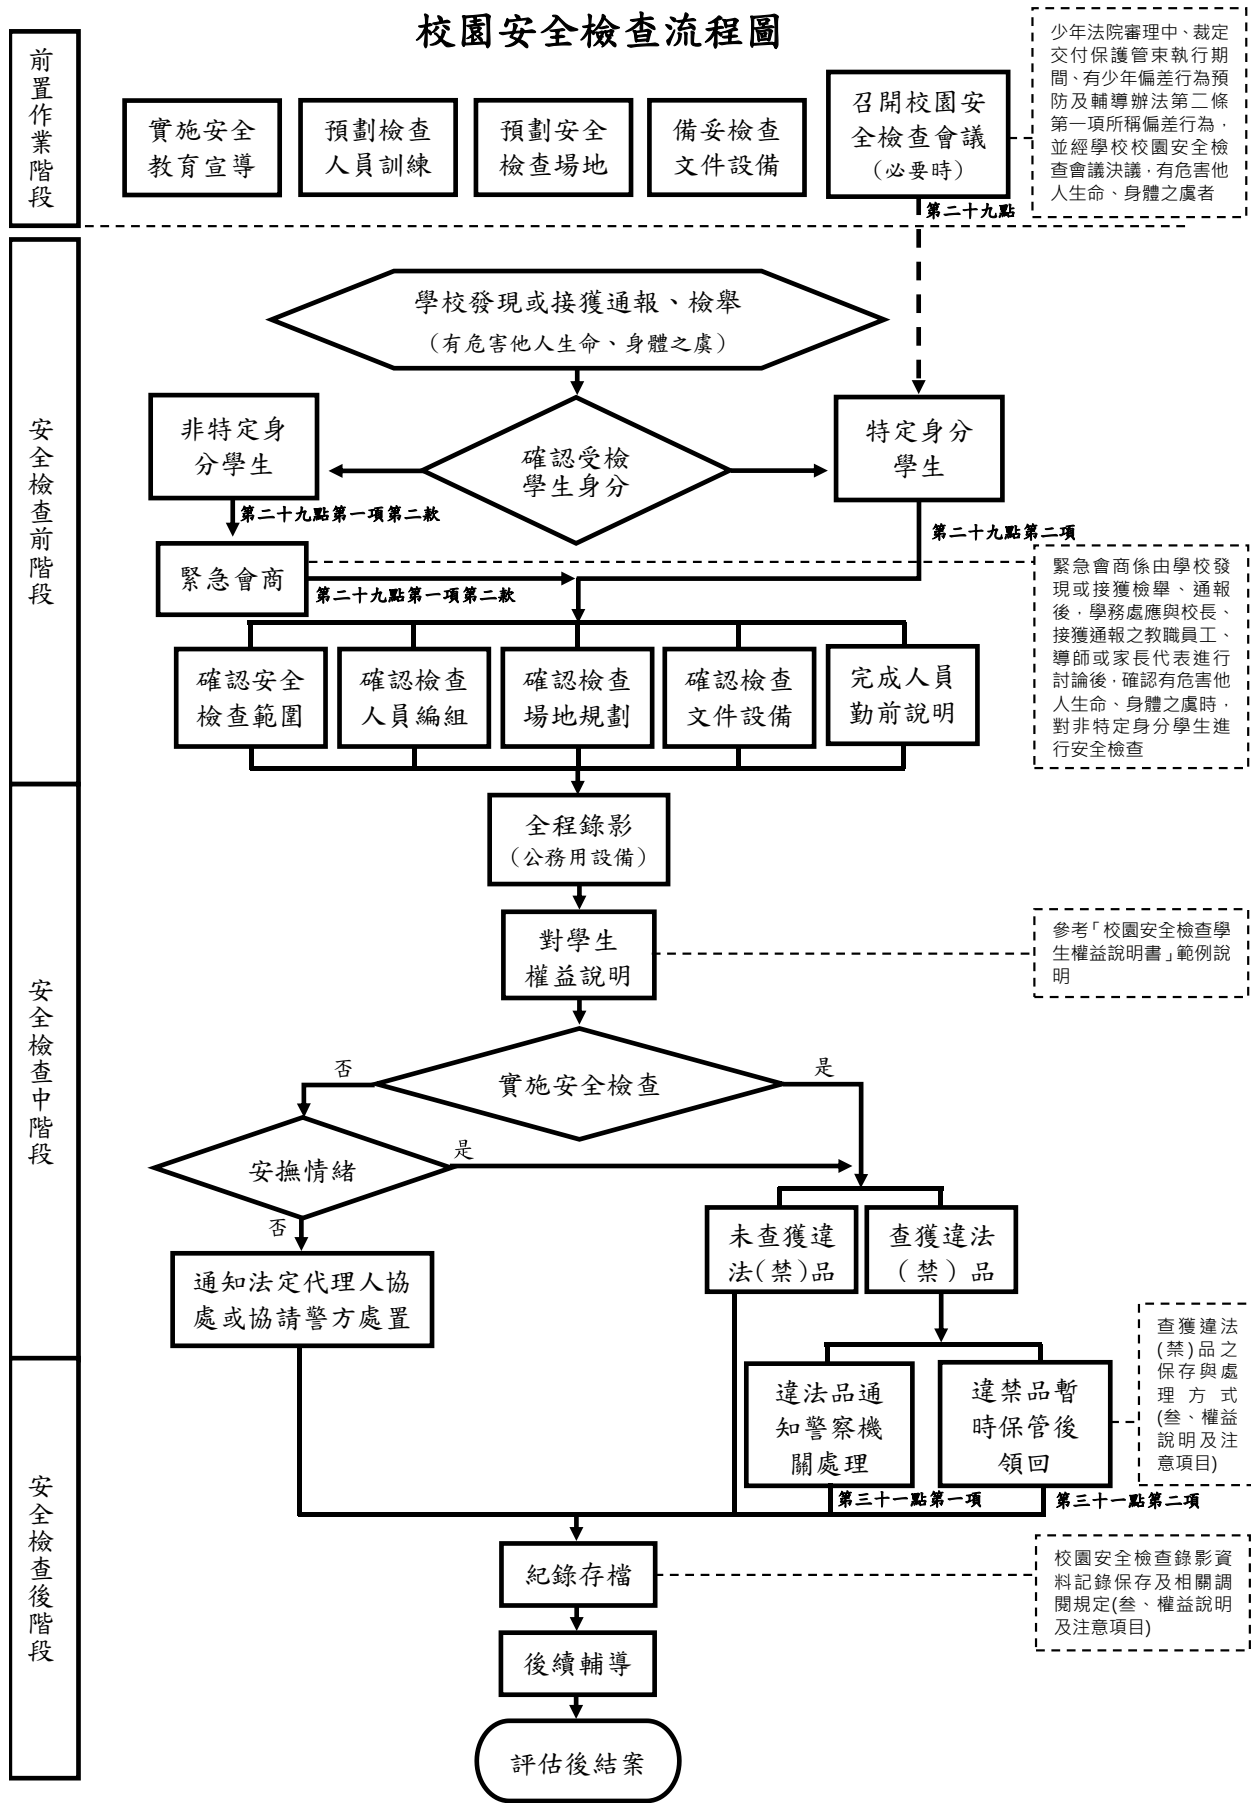 校園安全檢查流程圖
前置作業階段
實施安全
教育宣導
預劃檢查
人員訓練
預劃安全
檢查場地
備妥檢查
文件設備
召開校園安
全檢查會議
(必要時)
第二十九點
少年法院審理中、裁定
交付保護管束執行期
間、有少年偏差行為預
防及輔導辦法第二條
第一項所稱偏差行為,
並經學校校園安全檢
查會議決議,有危害他
人生命、身體之虞者
安全檢查前階段
學校發現或接獲通報、檢舉
(有危害他人生命、身體之虞)
非特定身
分學生
確認受檢
學生身分
特定身分
學生
第二十九點第一項第二款
第二十九點第二項
緊急會商
第二十九點第一項第二款
緊急會商係由學校發
現或接獲檢舉、通報
後,學務處應與校長、
接獲通報之教職員工、
導師或家長代表進行
討論後,確認有危害他
人生命、身體之虞時,
對非特定身分學生進
行安全檢查
確認安全
檢查範圍
確認檢查
人員編組
確認檢查
場地規劃
確認檢查
文件設備
完成人員
勤前說明
安全檢查中階段
全程錄影
(公務用設備)
對學生
權益說明
參考「校園安全檢查學
生權益說明書」範例說
明
實施安全檢查
否
是
安撫情緒
是
否
通知法定代理人協
處或協請警方處置
未查獲違
法(禁)品
查獲違法
(禁)品
安全檢查後階段
違法品通
知警察機
關處理
違禁品暫
時保管後
領回
查獲違法
(禁)品之
保存與處
理方式
(叁、權益
說明及注
意項目)
第三十一點第一項
第三十一點第二項
紀錄存檔
校園安全檢查錄影資
料記錄保存及相關調
閱規定(叁、權益說明
及注意項目)
後續輔導
評估後結案